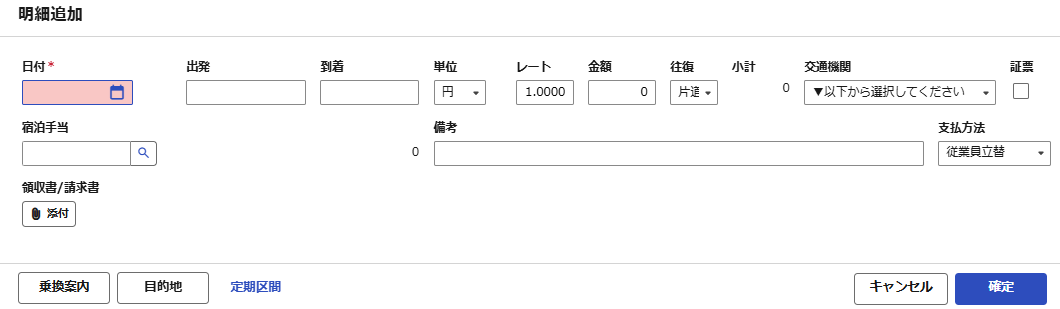 明細追加
日付* 出発 到着 単位 レート 金額 往復 小計 交通機関 証票
円 1.0000 0 片道 0 ▼以下から選択してください
宿泊手当 備考 支払方法
0 従業員立替
領収書/請求書
添付
乗換案内 目的地 定期区間 キャンセル 確定